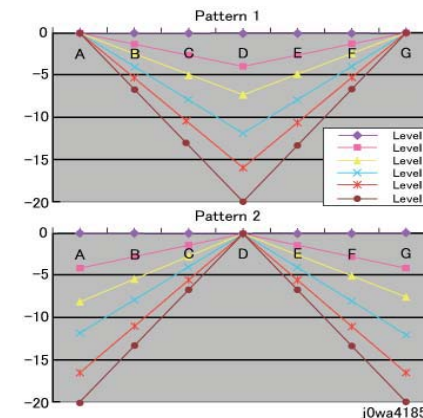 Pattern 1
0
A B C D E F G
−5
−10
Level
Level
Level
−15
Level
Level
Level
−20
Pattern 2
0
A B C D E F G
−5
−10
−15
−20
j0wa4185